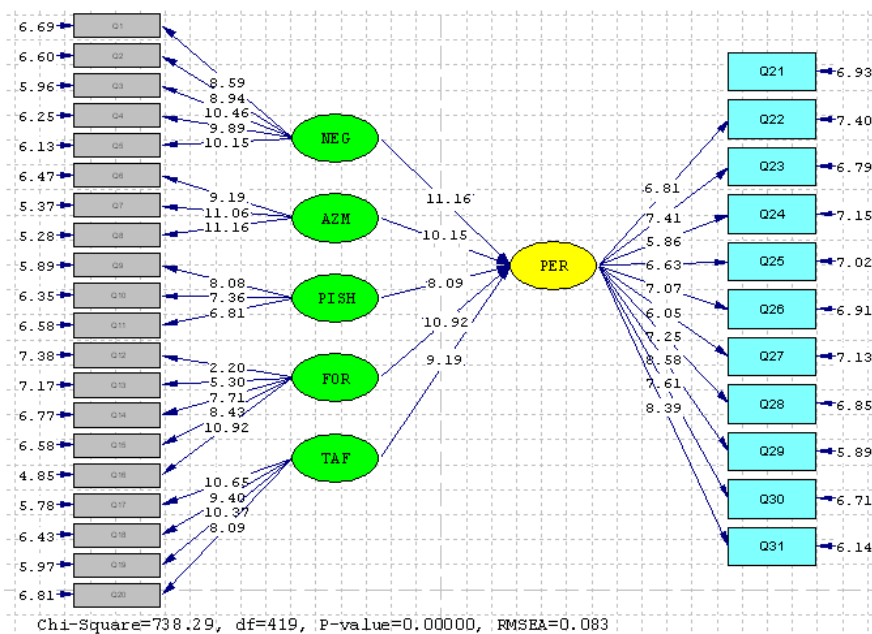 6.69 Q1
6.60 Q2
5.96 Q3
6.25 Q4
6.13 Q5
6.47 Q6
5.37 Q7
5.28 Q8
5.89 Q9
6.35 Q10
6.58 Q11
7.38 Q12
7.17 Q13
6.77 Q14
6.58 Q15
4.85 Q16
5.78 Q17
6.43 Q18
5.97 Q19
6.81 Q20
8.59
8.94
10.46
9.89
10.15
9.19
11.06
11.16
8.08
7.36
6.81
2.20
5.30
7.71
8.43
10.92
10.65
9.40
10.37
8.09
NEG
AZM
PISH
FOR
TAF
11.16
10.15
8.09
10.92
9.19
PER
6.81
7.41
5.86
6.63
7.07
6.05
7.25
8.58
7.61
8.39
Q21 6.93
Q22 7.40
Q23 6.79
Q24 7.15
Q25 7.02
Q26 6.91
Q27 7.13
Q28 6.85
Q29 5.89
Q30 6.71
Q31 6.14
Chi-Square=738.29, df=419, P-value=0.00000, RMSEA=0.083